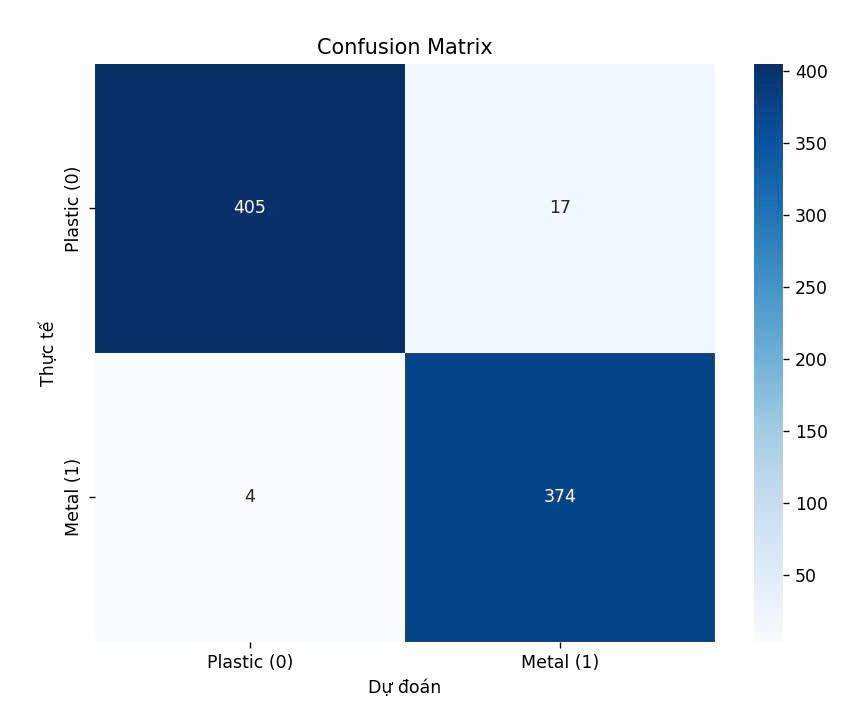 Confusion Matrix
Thực tế
Plastic (0)
Metal (1)
405
17
4
374
Plastic (0)
Metal (1)
Dự đoán
400
350
300
250
200
150
100
50